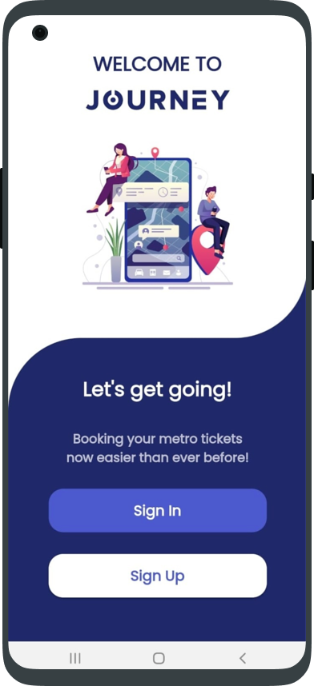 WELCOME TO
JOURNEY
Let's get going!
Booking your metro tickets
now easier than ever before!
Sign In
Sign Up